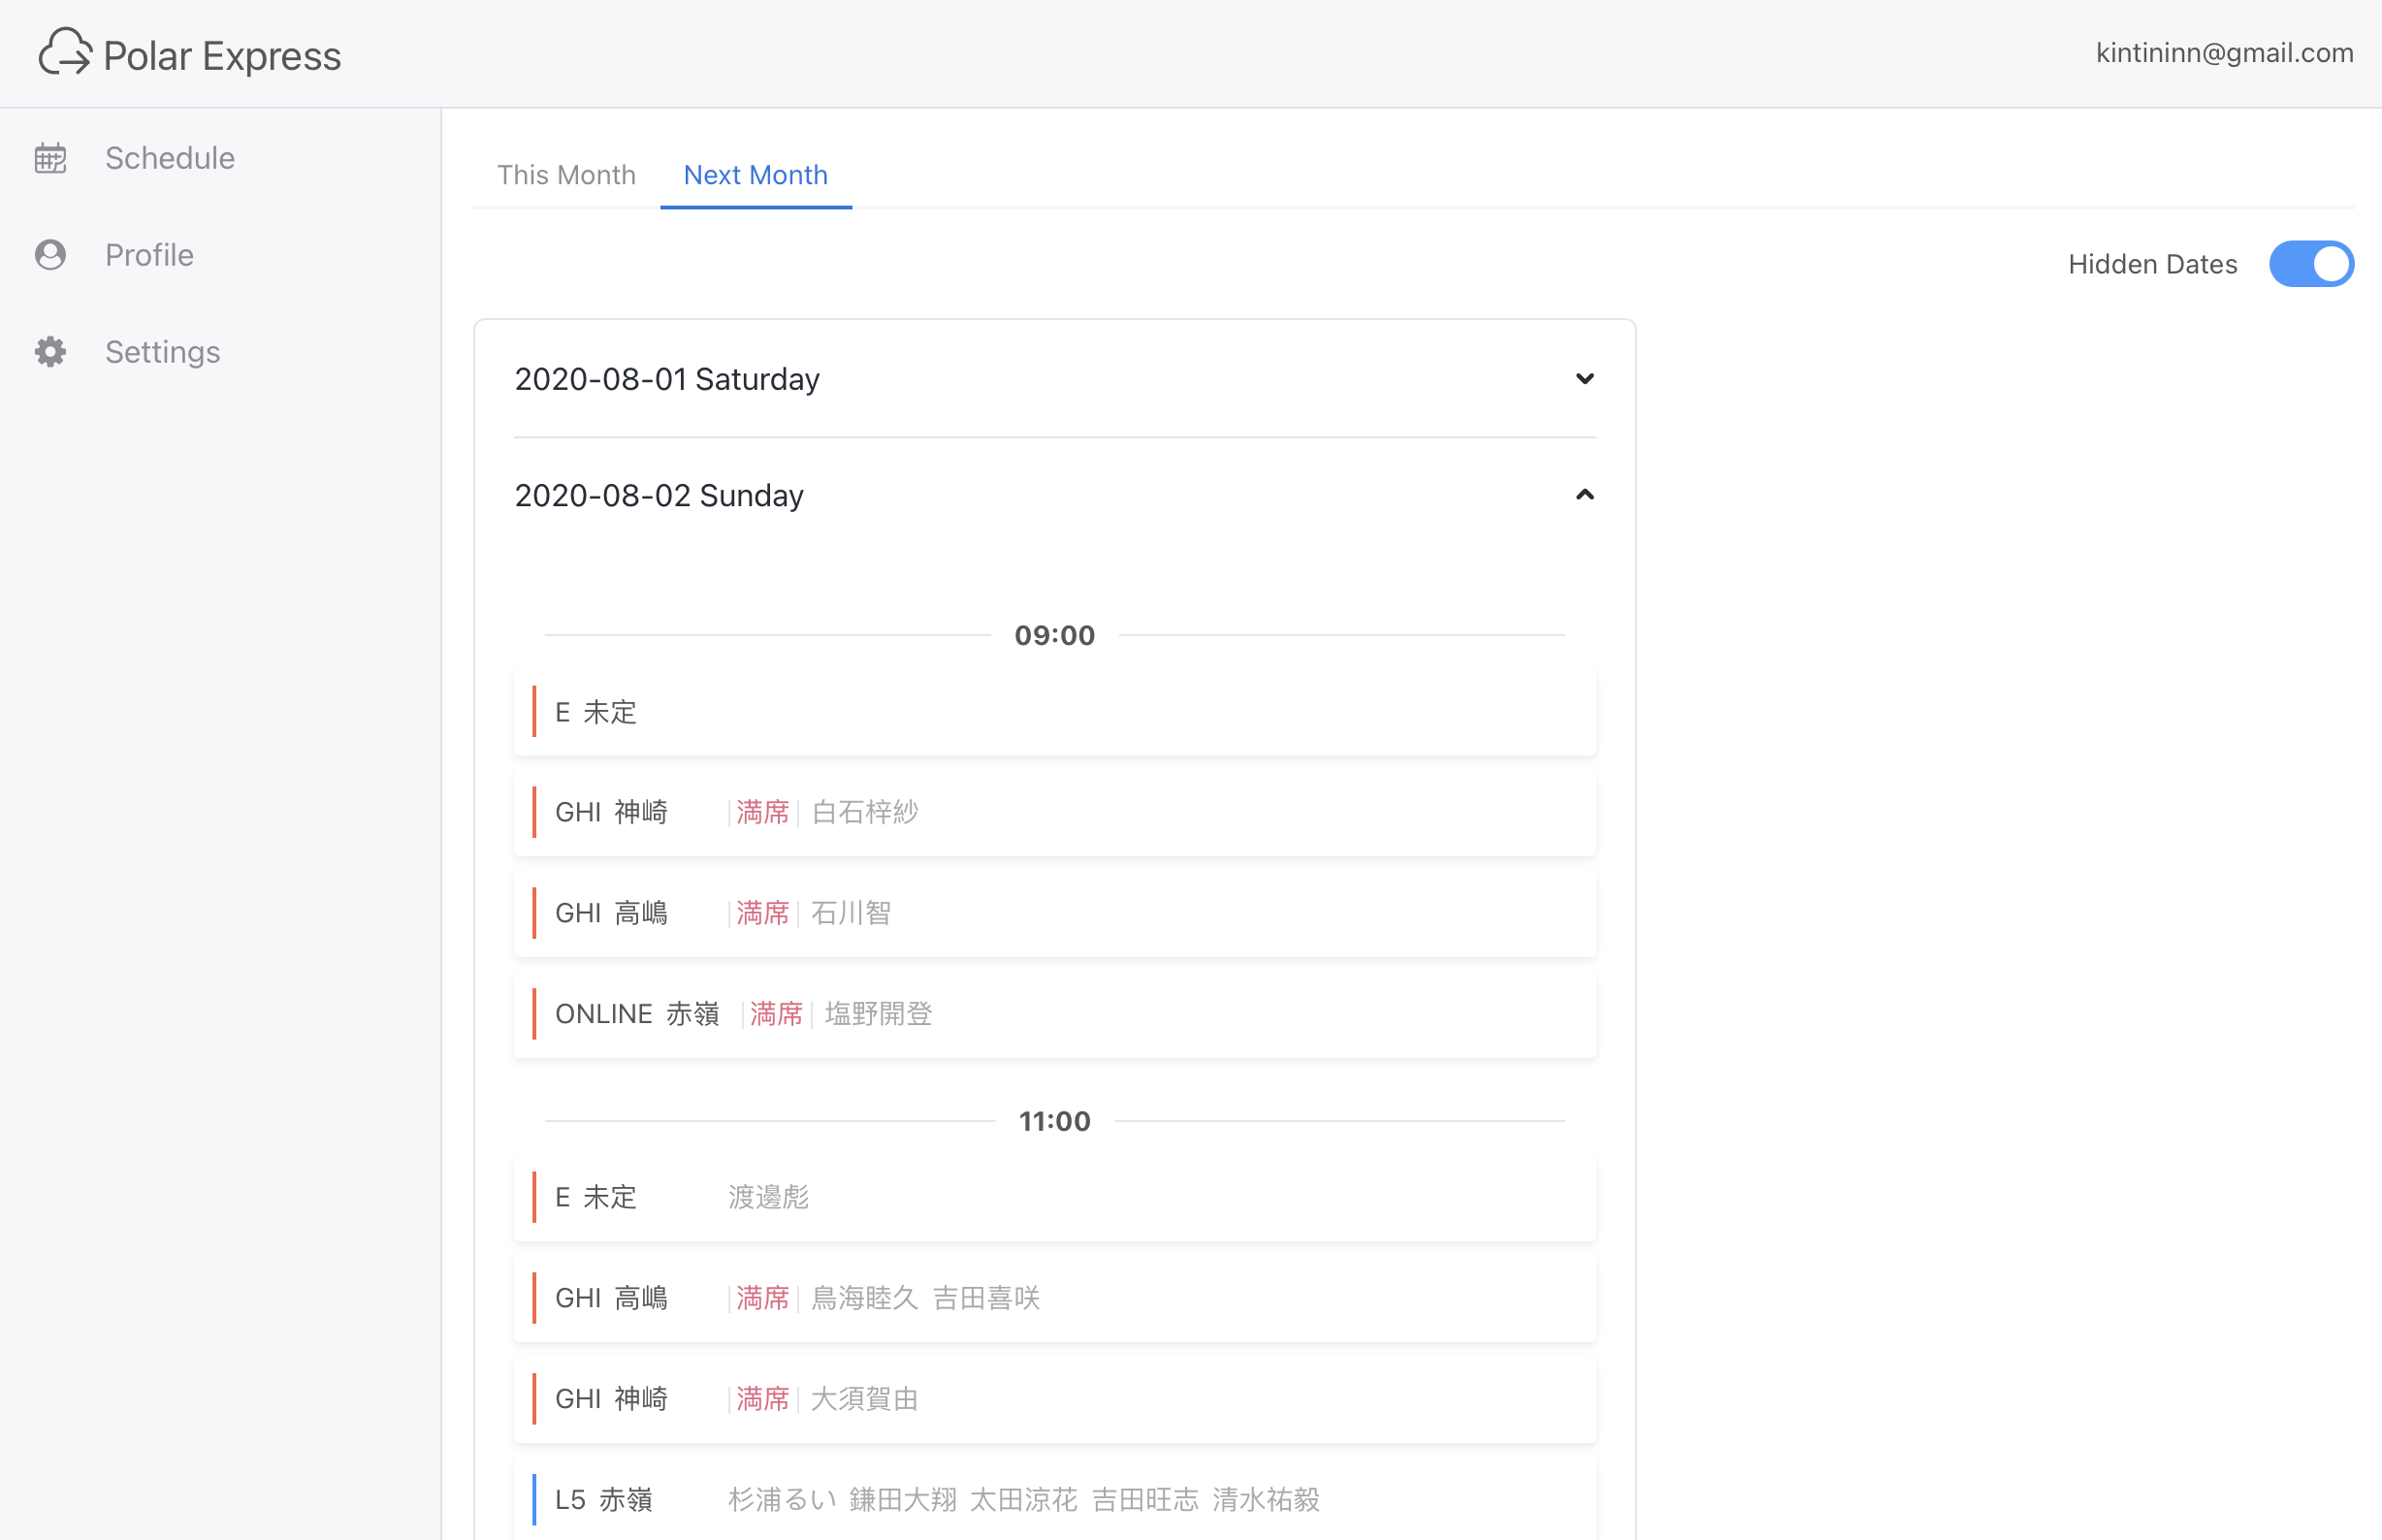 Polar Express
kintininn@gmail.com
Schedule
Profile
Settings
This Month Next Month
Hidden Dates
2020-08-01 Saturday
2020-08-02 Sunday
09:00
E 未定
GHI 神崎 |満席| 白石梓紗
GHI 高嶋 |満席| 石川智
ONLINE 赤嶺 |満席| 塩野開登
11:00
E 未定 渡邊彪
GHI 高嶋 |満席| 鳥海睦久 吉田喜咲
GHI 神崎 |満席| 大須賀由
L5 赤嶺 杉浦るい 鎌田大翔 太田涼花 吉田旺志 清水祐毅